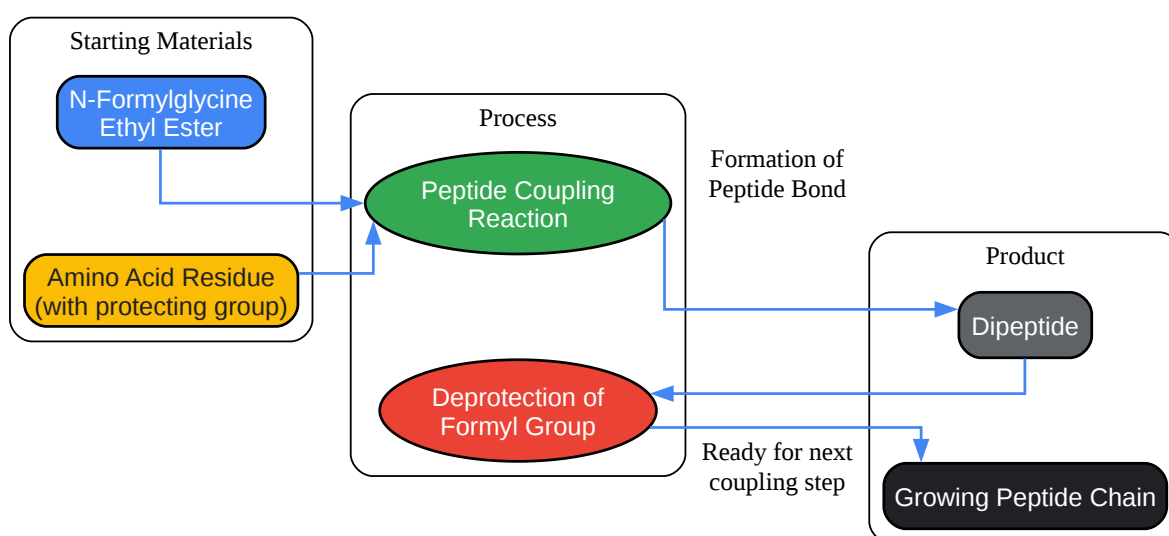 Starting Materials
N-Formylglycine
Ethyl Ester
Amino Acid Residue
(with protecting group)
Process
Peptide Coupling
Reaction
Deprotection of
Formyl Group
Formation of
Peptide Bond
Ready for next
coupling step
Product
Dipeptide
Growing Peptide Chain